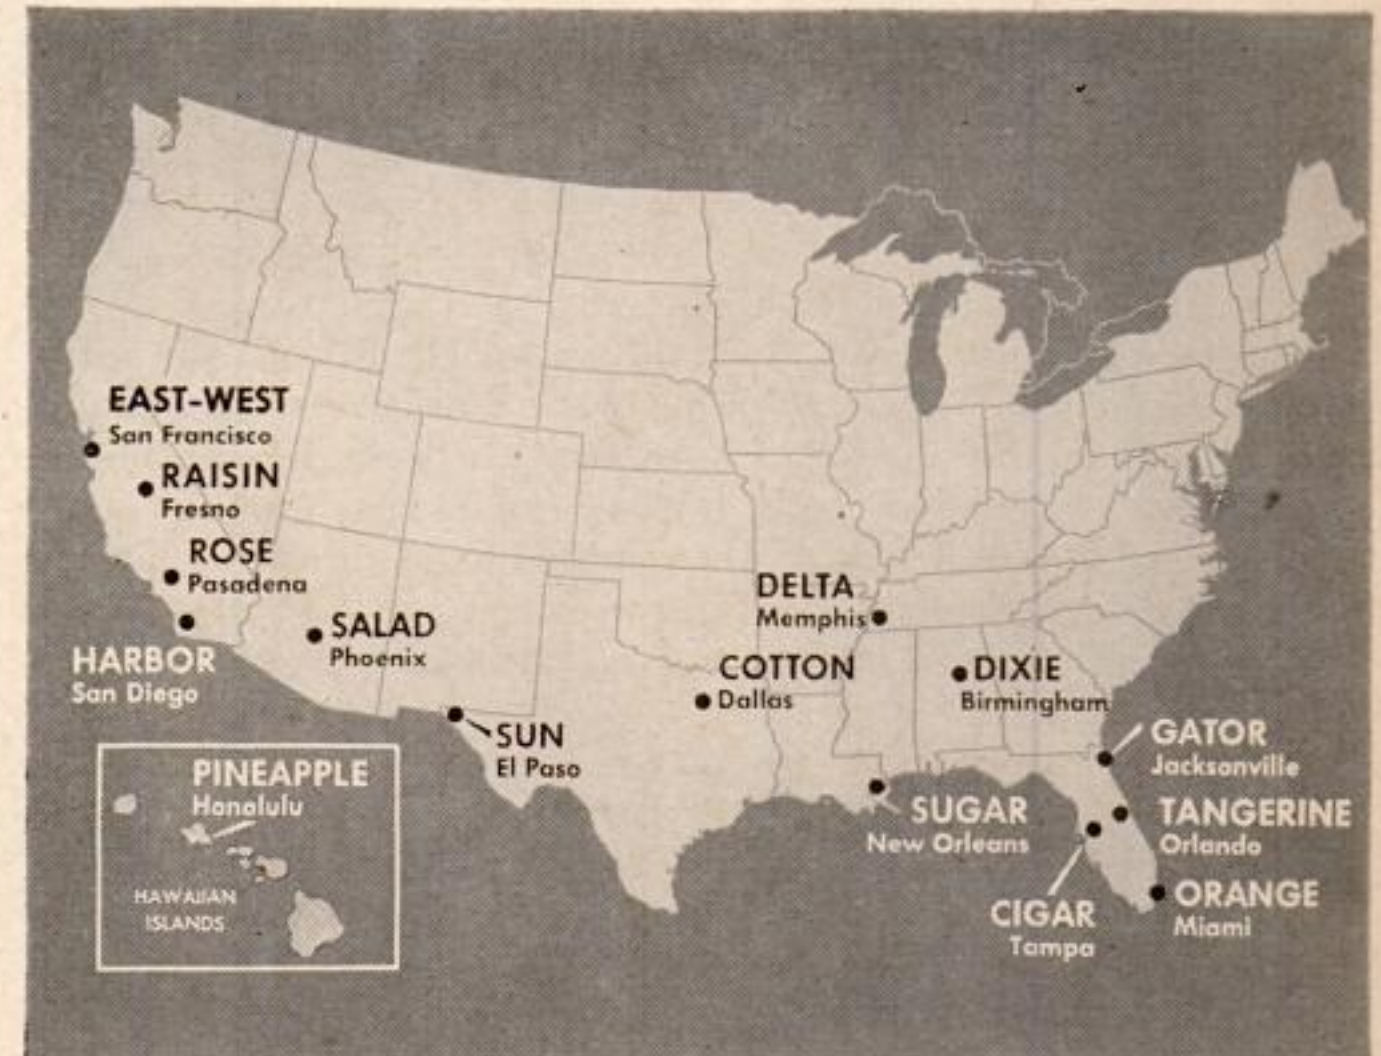 EAST-WEST
San Francisco
RAISIN
Fresno
ROSE
Pasadena
HARBOR
San Diego
SALAD
Phoenix
SUN
El Paso
DELTA
Memphis
COTTON
Dallas
DIXIE
Birmingham
GATOR
Jacksonville
SUGAR
New Orleans
TANGERINE
Orlando
CIGAR
Tampa
ORANGE
Miami
PINEAPPLE
Honolulu
HAWAIIAN
ISLANDS